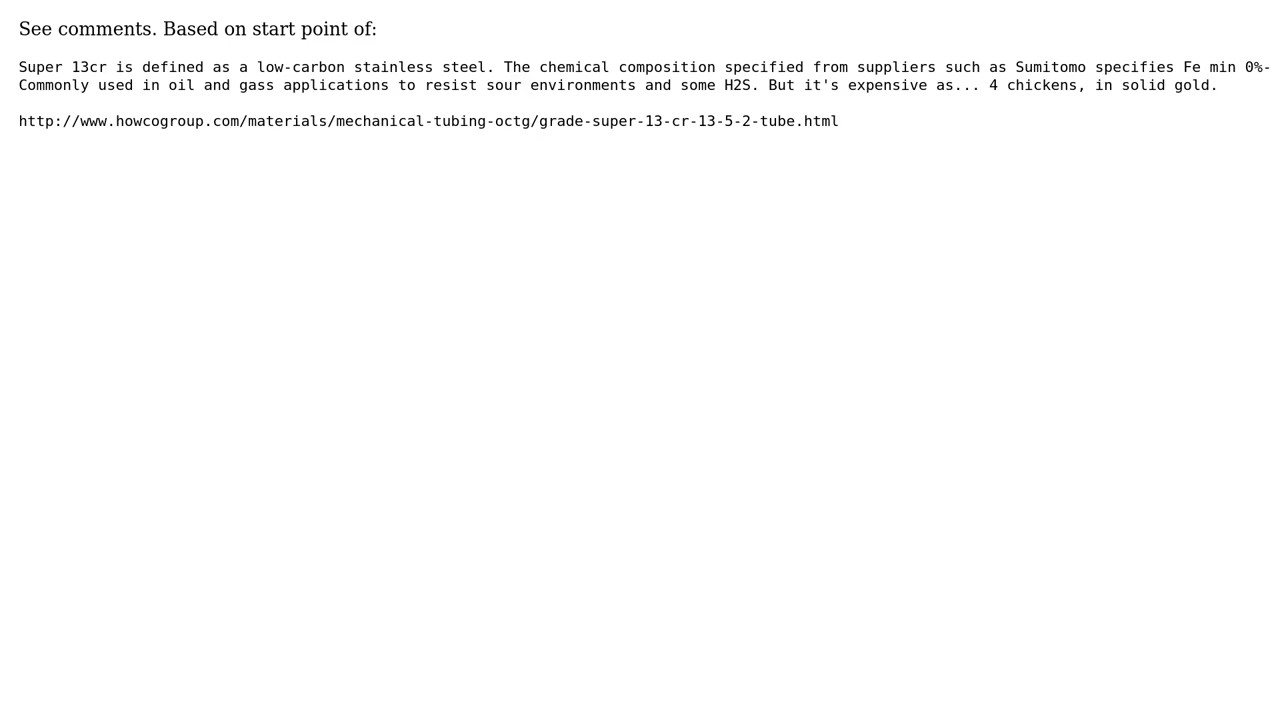 See comments. Based on start point of:
Super 13cr is defined as a low-carbon stainless steel. The chemical composition specified from suppliers such as Sumitomo specifies Fe min 0%-
Commonly used in oil and gass applications to resist sour environments and some H2S. But it's expensive as... 4 chickens, in solid gold.
http://www.howcogroup.com/materials/mechanical-tubing-octg/grade-super-13-cr-13-5-2-tube.html